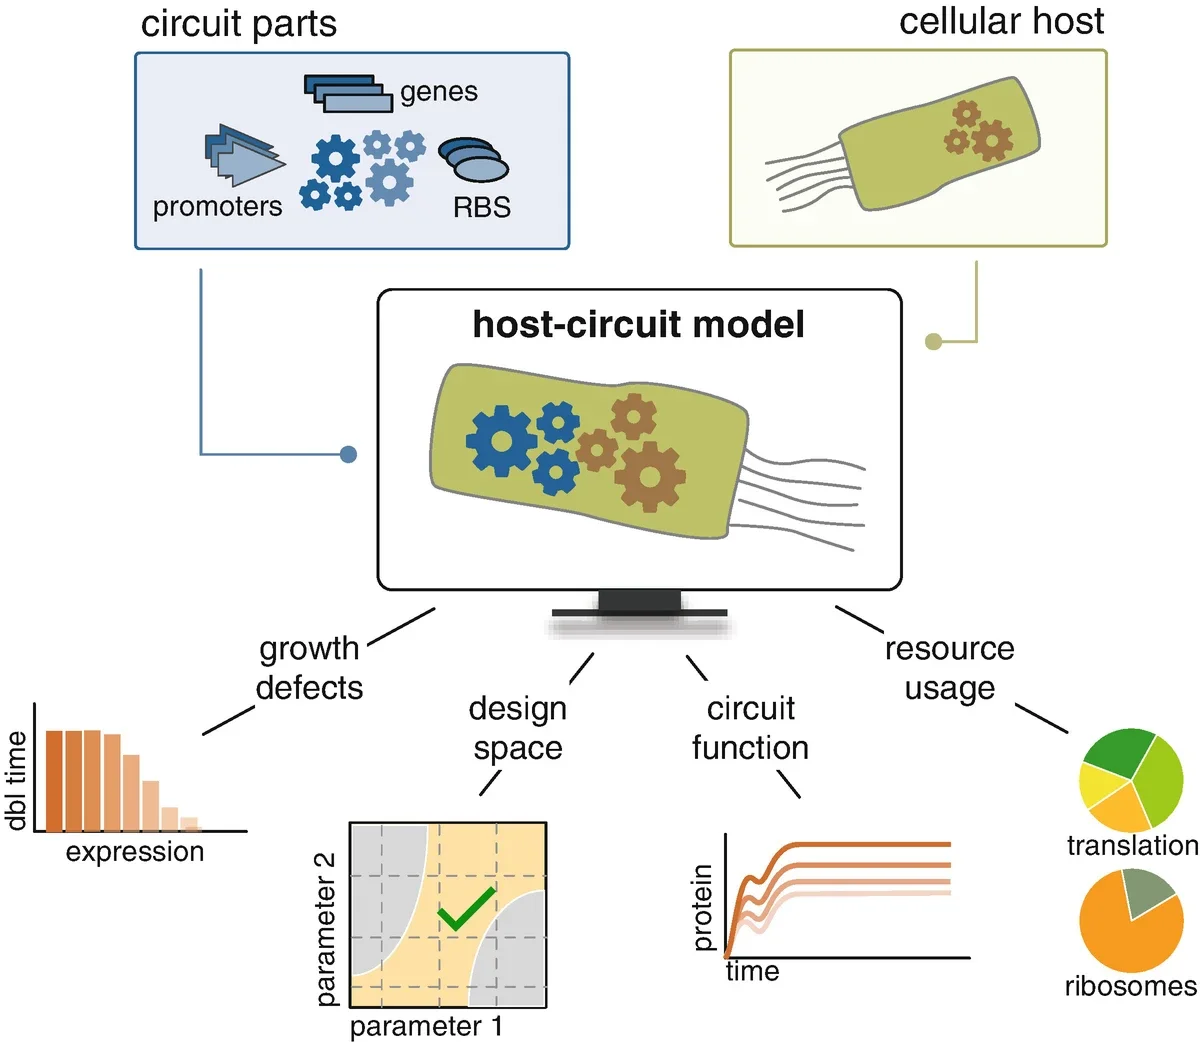 circuit parts
cellular host
genes
promoters
RBS
host-circuit model
growth
defects
design
space
circuit
function
resource
usage
dbl time
expression
parameter 2
parameter 1
protein
time
translation
ribosomes